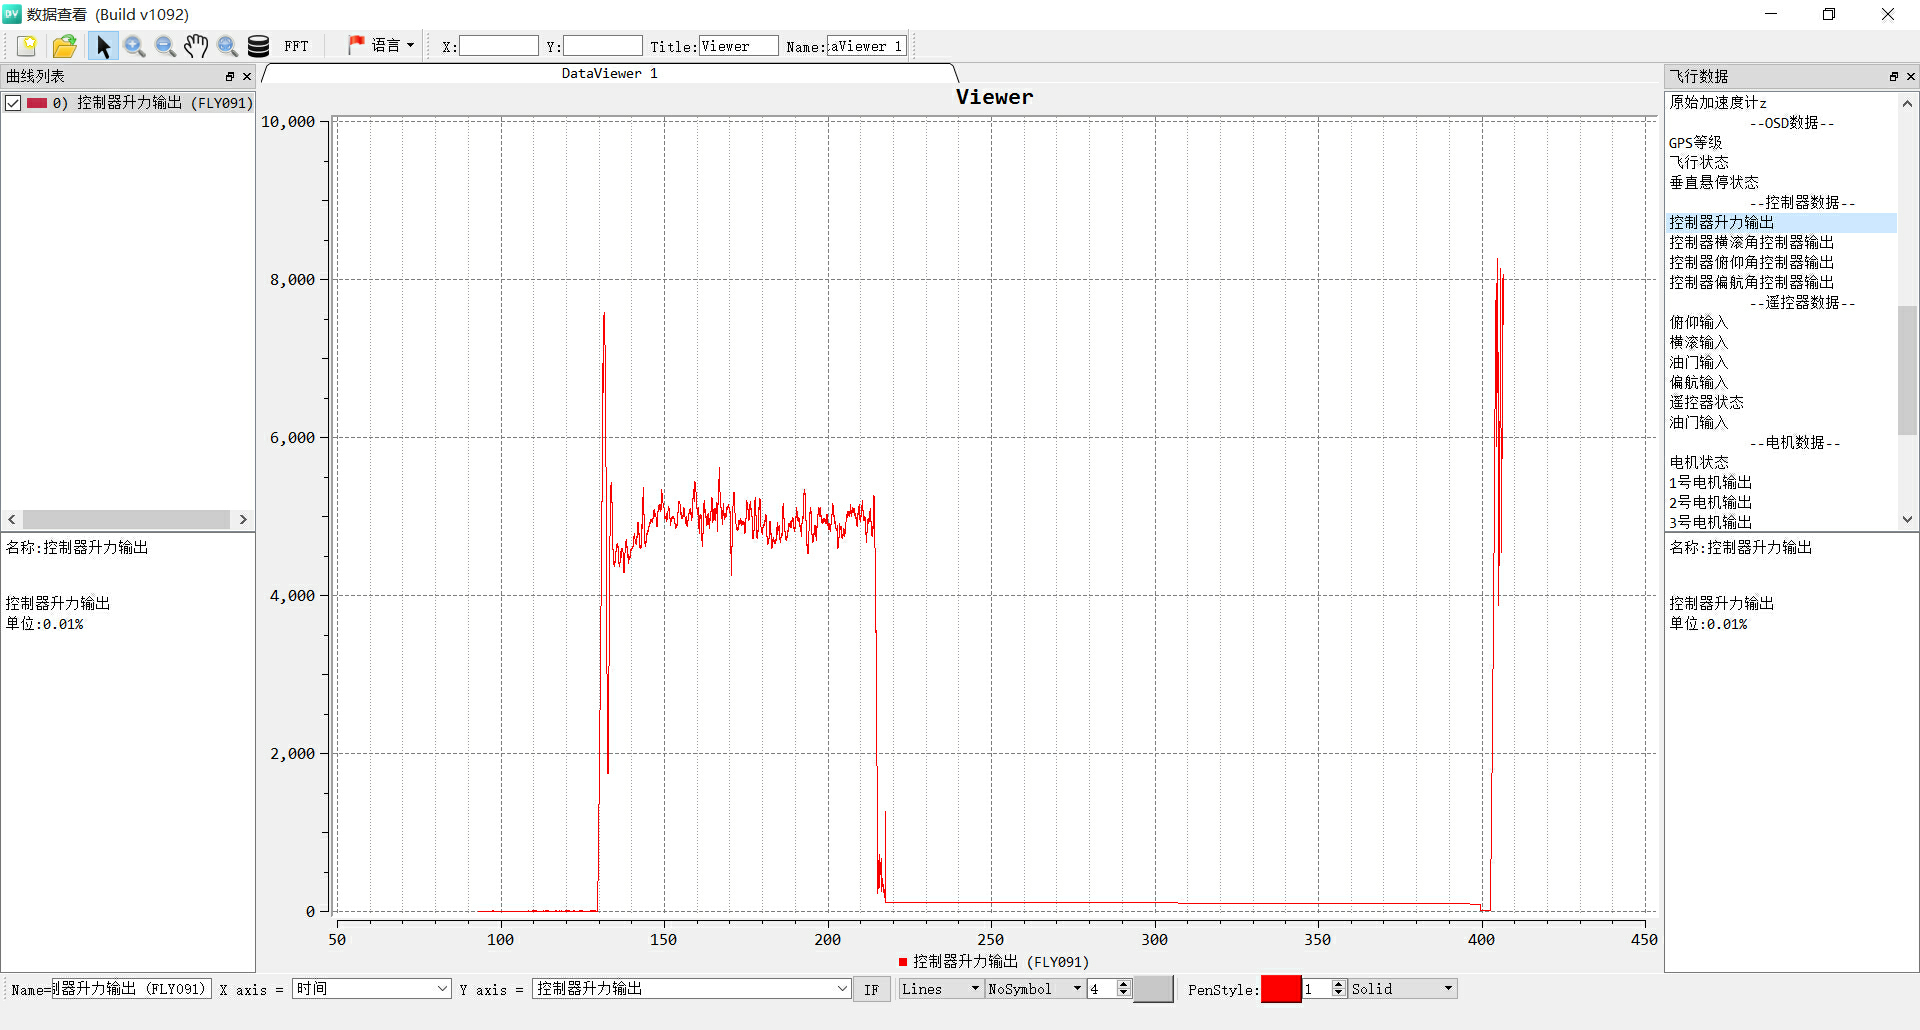 数据查看 (Build v1092)
FFT 语言 X: Y: Title: Viewer Name: aViewer 1
曲线列表
0) 控制器升力输出 (FLY091)
名称:控制器升力输出
控制器升力输出
单位:0.01%
DataViewer 1
Viewer
10,000
8,000
6,000
4,000
2,000
0
50 100 150 200 250 300 350 400 450
控制器升力输出 (FLY091)
飞行数据
原始加速度计z
--OSD数据--
GPS等级
飞行状态
垂直悬停状态
--控制器数据--
控制器升力输出
控制器横滚角控制器输出
控制器俯仰角控制器输出
控制器偏航角控制器输出
--遥控器数据--
俯仰输入
横滚输入
油门输入
偏航输入
遥控器状态
油门输入
--电机数据--
电机状态
1号电机输出
2号电机输出
3号电机输出
名称:控制器升力输出
控制器升力输出
单位:0.01%
Name= 制器升力输出 (FLY091) X axis = 时间 Y axis = 控制器升力输出 IF Lines NoSymbol 4 PenStyle: 1 Solid